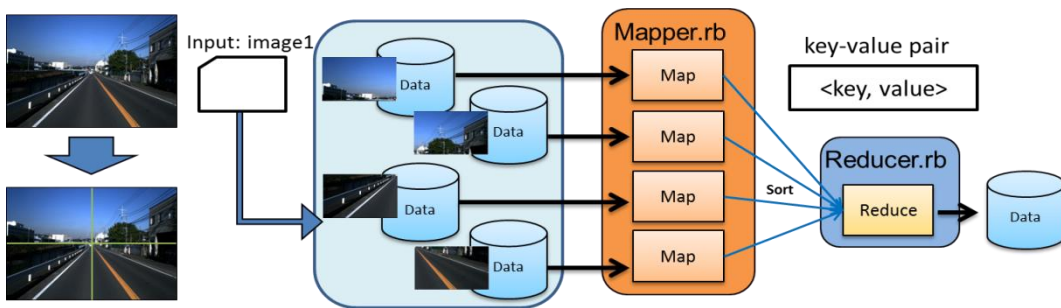 Input: image1
Data
Data
Data
Data
Mapper.rb
Map
Map
Map
Map
Sort
key-value pair
<key, value>
Reducer.rb
Reduce
Data